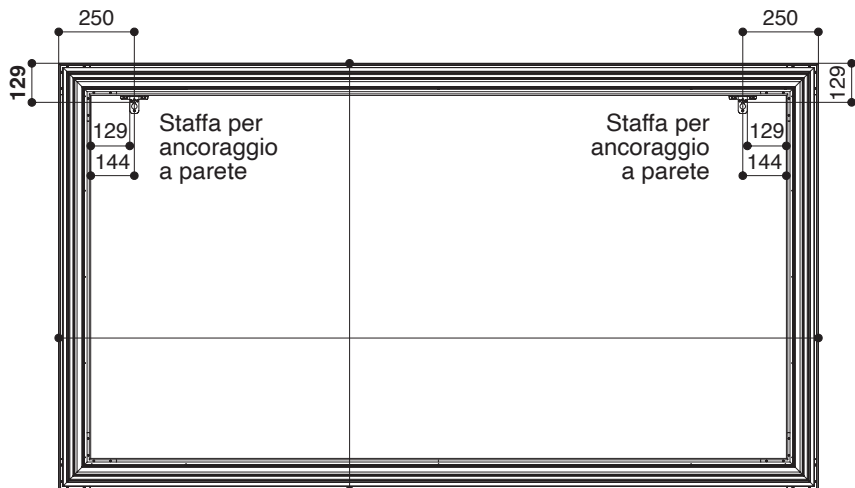 250
250
129
129
Staffa per
ancoraggio
a parete
129
144
Staffa per
ancoraggio
a parete
129
144